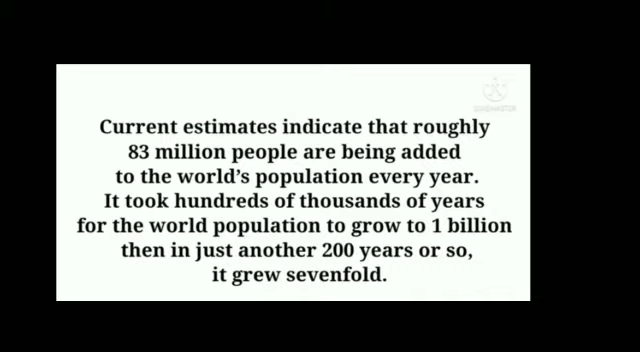 Current estimates indicate that roughly
83 million people are being added
to the world’s population every year.
It took hundreds of thousands of years
for the world population to grow to 1 billion
then in just another 200 years or so,
it grew sevenfold.